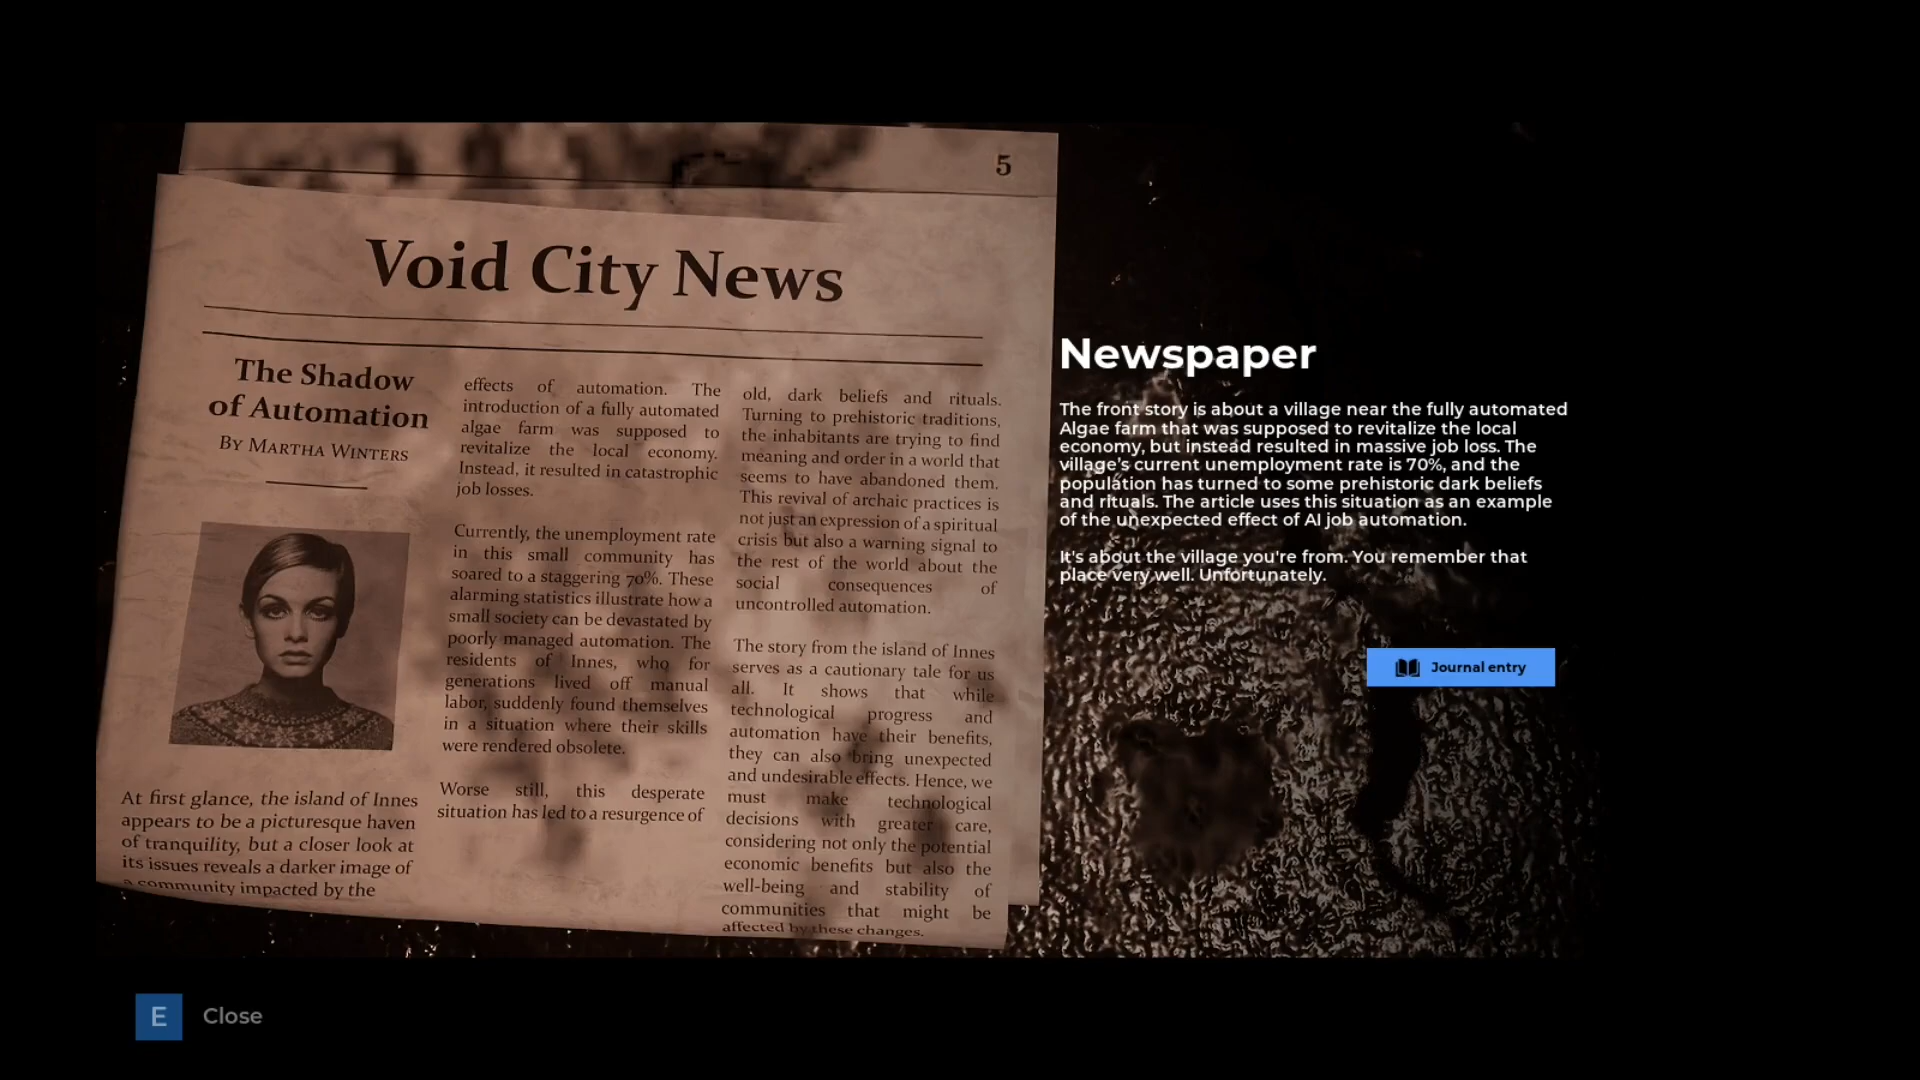 5
Void City News
The Shadow
of Automation
By Martha Winters
At first glance, the island of Innes
appears to be a picturesque haven
of tranquility, but a closer look at
its issues reveals a darker image of
a community impacted by the
effects of automation. The
introduction of a fully automated
algae farm was supposed to
revitalize the local economy.
Instead, it resulted in catastrophic
job losses.
Currently, the unemployment rate
in this small community has
soared to a staggering 70%. These
alarming statistics illustrate how a
small society can be devastated by
poorly managed automation. The
residents of Innes, who for
generations lived off manual
labor, suddenly found themselves
in a situation where their skills
were rendered obsolete.
Worse still, this desperate
situation has led to a resurgence of
old, dark beliefs and rituals.
Turning to prehistoric traditions,
the inhabitants are trying to find
meaning and order in a world that
seems to have abandoned them.
This revival of archaic practices is
not just an expression of a spiritual
crisis but also a warning signal to
the rest of the world about the
social consequences of
uncontrolled automation.
The story from the island of Innes
serves as a cautionary tale for us
all. It shows that while
technological progress and
automation have their benefits,
they can also bring unexpected
and undesirable effects. Hence, we
must make technological
decisions with greater care,
considering not only the potential
economic benefits but also the
well-being and stability of
communities that might be
affected by these changes.
Newspaper
The front story is about a village near the fully automated
Algae farm that was supposed to revitalize the local
economy, but instead resulted in massive job loss. The
village's current unemployment rate is 70%, and the
population has turned to some prehistoric dark beliefs
and rituals. The article uses this situation as an example
of the unexpected effect of AI job automation.
It's about the village you're from. You remember that
place very well. Unfortunately.
Journal entry
E Close